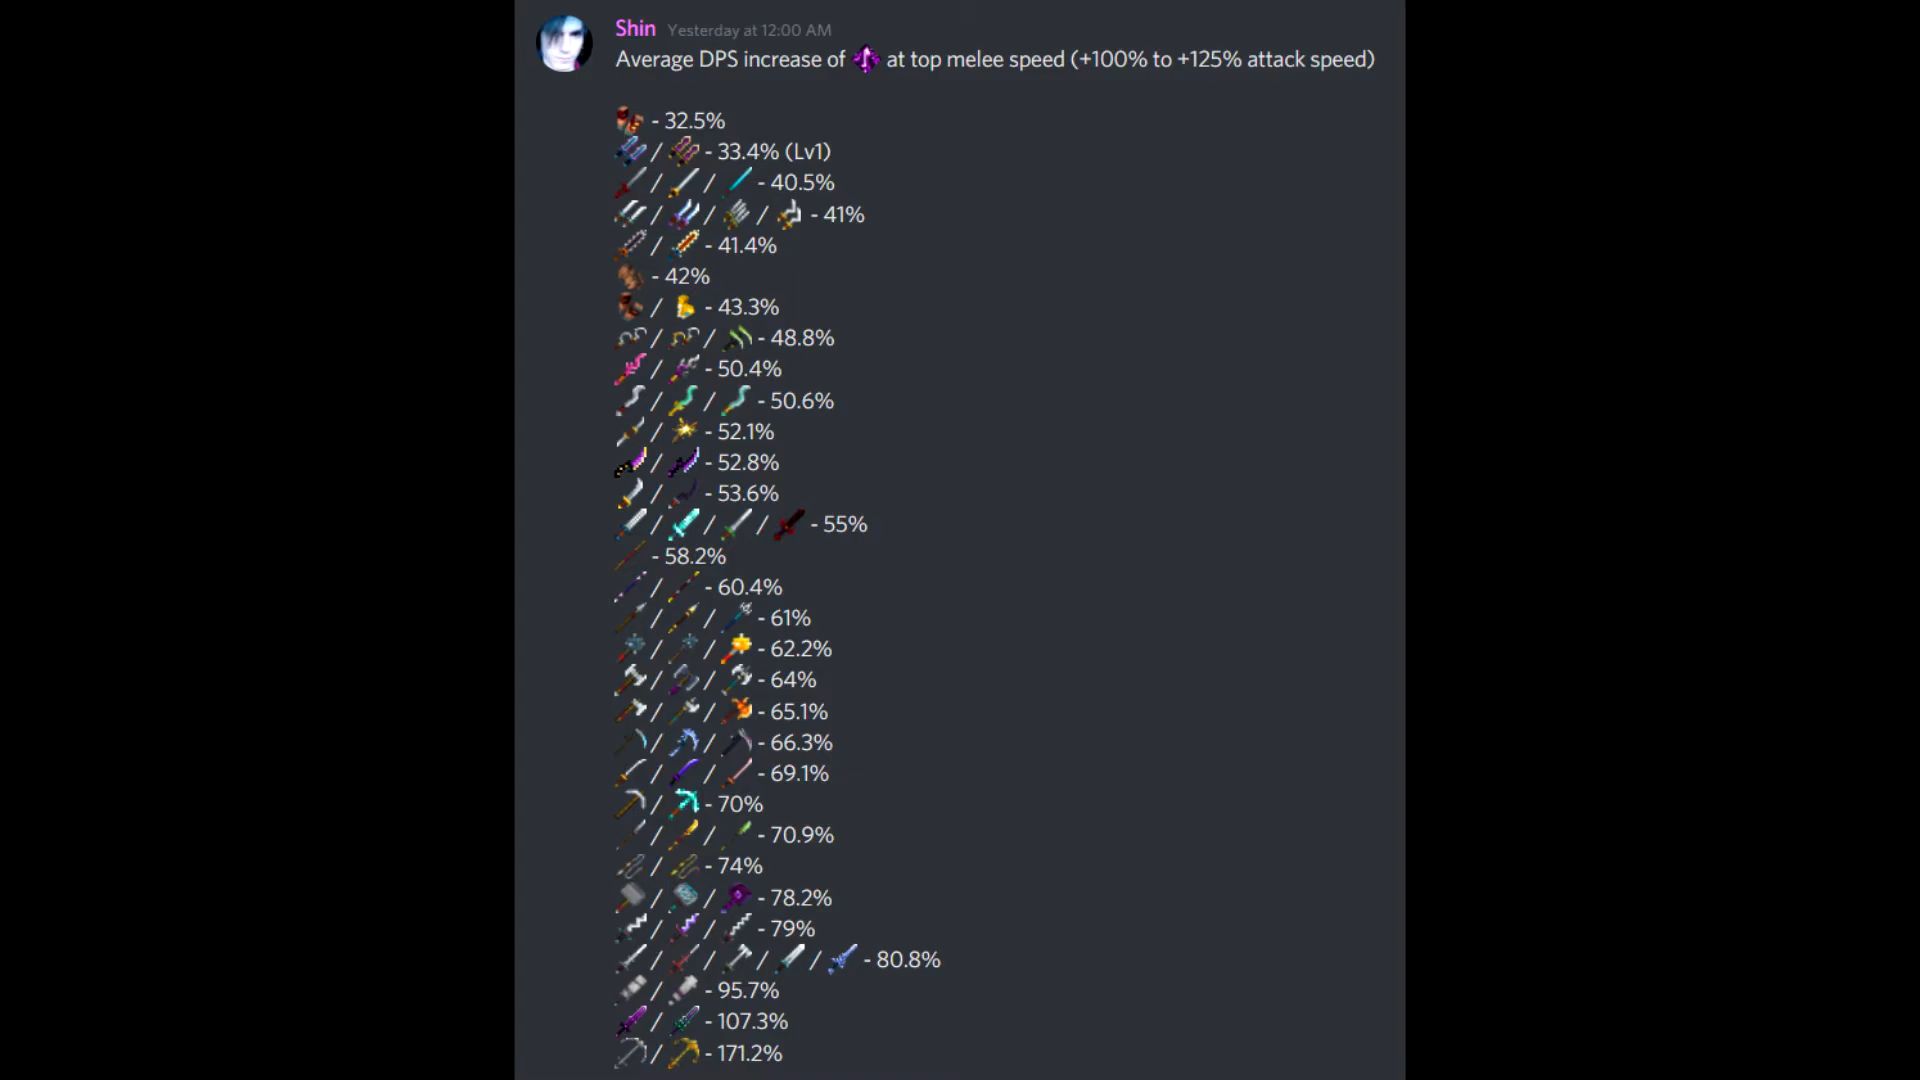 Shin Yesterday at 12:00 AM
Average DPS increase of at top melee speed (+100% to +125% attack speed)
- 32.5%
/ - 33.4% (Lv1)
/ / - 40.5%
/ / / - 41%
/ - 41.4%
- 42%
/ - 43.3%
/ / - 48.8%
/ - 50.4%
/ / - 50.6%
/ - 52.1%
/ - 52.8%
/ - 53.6%
/ / / - 55%
- 58.2%
/ - 60.4%
/ / - 61%
/ / - 62.2%
/ / - 64%
/ / - 65.1%
/ / - 66.3%
/ / - 69.1%
/ - 70%
/ / - 70.9%
/ - 74%
/ / - 78.2%
/ / - 79%
/ / / / - 80.8%
/ - 95.7%
/ - 107.3%
/ - 171.2%